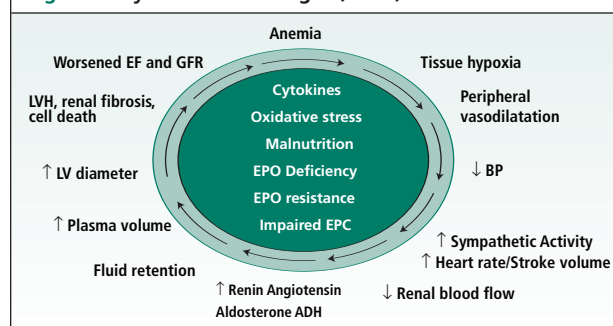 Anemia
Tissue hypoxia
Peripheral
vasodilatation
↓ BP
↑ Sympathetic Activity
↑ Heart rate/Stroke volume
↓ Renal blood flow
↑ Renin Angiotensin
Aldosterone ADH
Fluid retention
↑ Plasma volume
↑ LV diameter
LVH, renal fibrosis,
cell death
Worsened EF and GFR
Cytokines
Oxidative stress
Malnutrition
EPO Deficiency
EPO resistance
Impaired EPC